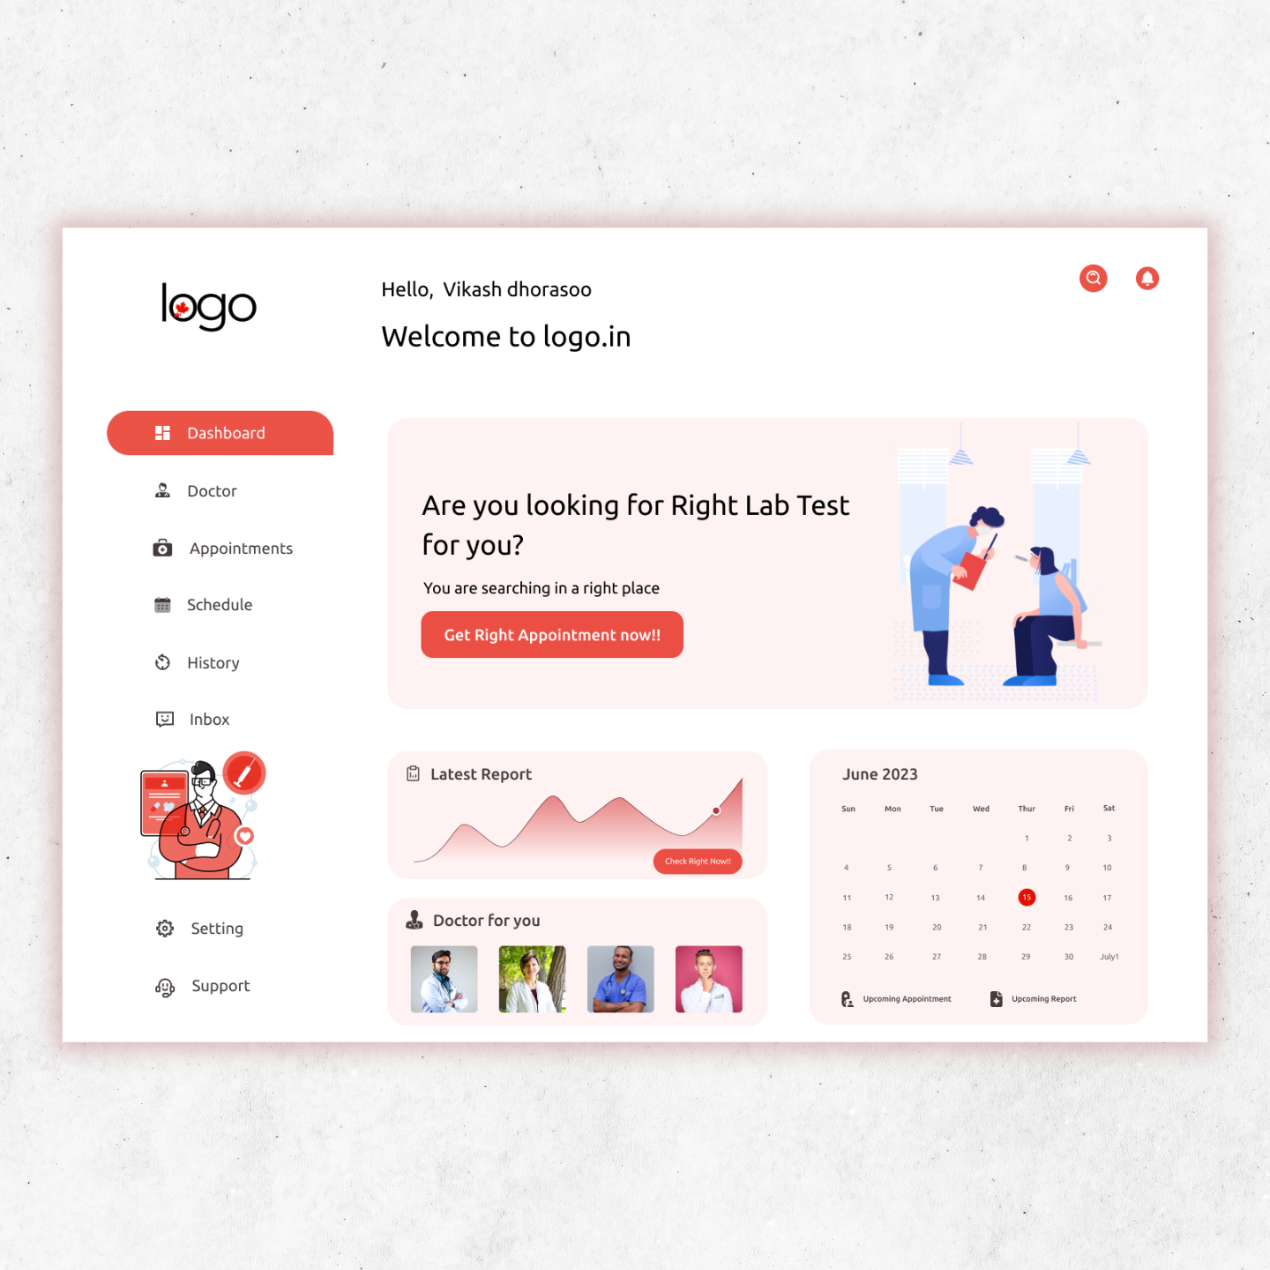 logo
Hello, Vikash dhorasoo
Welcome to logo.in
Dashboard
Doctor
Appointments
Schedule
History
Inbox
Setting
Support
Are you looking for Right Lab Test
for you?
You are searching in a right place
Get Right Appointment now!!
Latest Report
Check Right Now!!
Doctor for you
June 2023
Sun Mon Tue Wed Thur Fri Sat
1 2 3
4 5 6 7 8 9 10
11 12 13 14 15 16 17
18 19 20 21 22 23 24
25 26 27 28 29 30 July1
Upcoming Appointment Upcoming Report